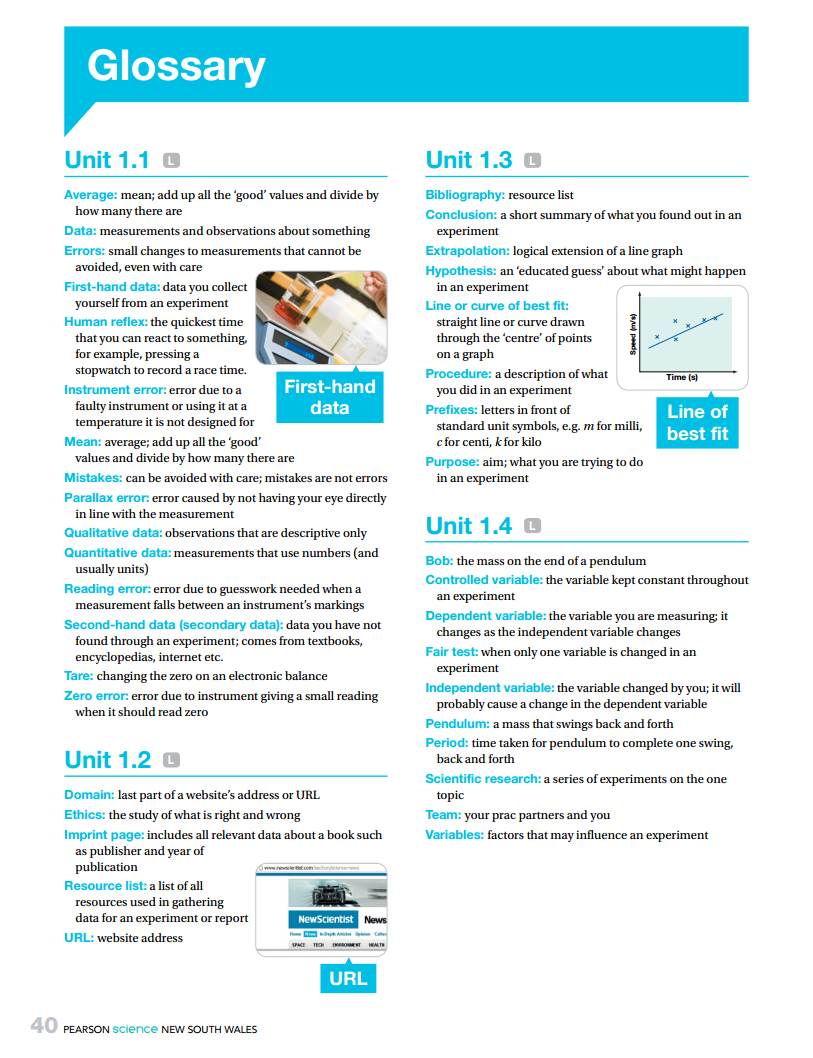 Glossary
Unit 1.1 L
Average: mean; add up all the ‘good’ values and divide by
how many there are
Data: measurements and observations about something
Errors: small changes to measurements that cannot be
avoided, even with care
First-hand data: data you collect
yourself from an experiment
Human reflex: the quickest time
that you can react to something,
for example, pressing a
stopwatch to record a race time.
Instrument error: error due to a
faulty instrument or using it at a
temperature it is not designed for
Mean: average; add up all the ‘good’
values and divide by how many there are
First-hand
data
Mistakes: can be avoided with care; mistakes are not errors
Parallax error: error caused by not having your eye directly
in line with the measurement
Qualitative data: observations that are descriptive only
Quantitative data: measurements that use numbers (and
usually units)
Reading error: error due to guesswork needed when a
measurement falls between an instrument’s markings
Second-hand data (secondary data): data you have not
found through an experiment; comes from textbooks,
encyclopedias, internet etc.
Tare: changing the zero on an electronic balance
Zero error: error due to instrument giving a small reading
when it should read zero
Unit 1.2 L
Domain: last part of a website’s address or URL
Ethics: the study of what is right and wrong
Imprint page: includes all relevant data about a book such
as publisher and year of
publication
Resource list: a list of all
resources used in gathering
data for an experiment or report
URL: website address
www.newscientist.com/section/science-news
NewScientist News
Home News In-Depth Articles Opinion
SPACE TECH ENVIRONMENT HEALTH
URL
Unit 1.3 L
Bibliography: resource list
Conclusion: a short summary of what you found out in an
experiment
Extrapolation: logical extension of a line graph
Hypothesis: an ‘educated guess’ about what might happen
in an experiment
Line or curve of best fit:
straight line or curve drawn
through the ‘centre’ of points
on a graph
Procedure: a description of what
you did in an experiment
Prefixes: letters in front of
standard unit symbols, e.g. m for milli,
c for centi, k for kilo
Purpose: aim; what you are trying to do
in an experiment
Speed (m/s)
Time (s)
Line of
best fit
Unit 1.4 L
Bob: the mass on the end of a pendulum
Controlled variable: the variable kept constant throughout
an experiment
Dependent variable: the variable you are measuring; it
changes as the independent variable changes
Fair test: when only one variable is changed in an
experiment
Independent variable: the variable changed by you; it will
probably cause a change in the dependent variable
Pendulum: a mass that swings back and forth
Period: time taken for pendulum to complete one swing,
back and forth
Scientific research: a series of experiments on the one
topic
Team: your prac partners and you
Variables: factors that may influence an experiment
40 PEARSON science NEW SOUTH WALES